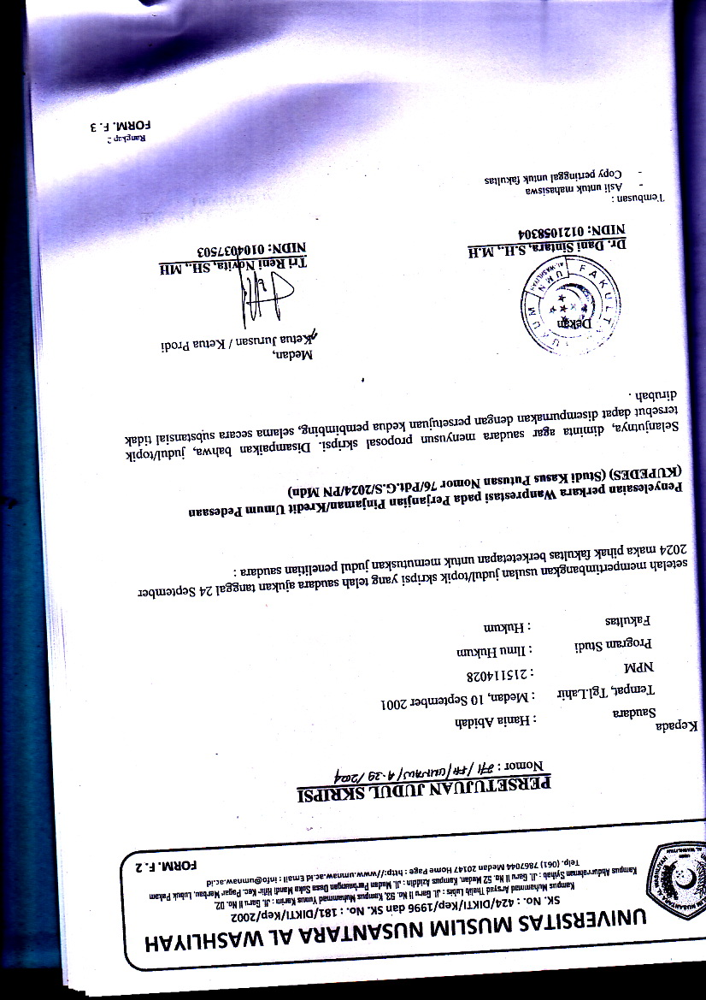 UNIVERSITAS MUSLIM NUSANTARA AL WASHLIYAH
SK. No. : 424/DIKTI/Kep/1996 dan SK. No. : 181/DIKTI/Kep/2002
Kampus Muhammad Arsyad Thalib Lubis : Jl. Garu II No. 93, Kampus Muhammad Yunus Karim : Jl. Garu II No. 02,
Kampus Abdurrahman Syihab : Jl. Garu II No. 52 Medan, Kampus Azizdin : Jl. Medan Perbaungan Desa Suka Mandi Hilir Kec. Pagar Merbau, Lubuk Pakam
Telp. (061) 7867044 Medan 20147 Home Page : http://www.umnaw.ac.id Email : info@umnaw.ac.id
FORM. F. 2
PERSETUJUAN JUDUL SKRIPSI
Nomor : /2024
Kepada
Saudara : Hania Abidah
Tempat, Tgl.Lahir : Medan, 10 September 2001
NPM : 215114028
Program Studi : Ilmu Hukum
Fakultas : Hukum
setelah mempertimbangkan usulan judul/topik skripsi yang telah saudara ajukan tanggal 24 September
2024 maka pihak fakultas berketetapan untuk memutuskan judul penelitian saudara :
Penyelesaian perkara Wanprestasi pada Perjanjian Pinjaman/Kredit Umum Pedesaan
(KUPEDES) (Studi Kasus Putusan Nomor 76/Pdt.G.S/2024/PN Mdn)
Selanjutnya, diminta agar saudara menyusun proposal skripsi. Disampaikan bahwa, judul/topik
tersebut dapat disempurnakan dengan persetujuan kedua pembimbing, selama secara substansial tidak
dirubah .
Medan,
Dekan
Ketua Jurusan / Ketua Prodi
FAKULTAS HUKUM
UMN
AL WASHLIYAH
Dr. Dani Sintara, S.H., M.H
NIDN: 0121058304
Tri Reni Novita, SH., MH
NIDN: 0104037503
Tembusan :
- Asli untuk mahasiswa
- Copy pertinggal untuk fakultas
Rangkap 2
FORM. F. 3